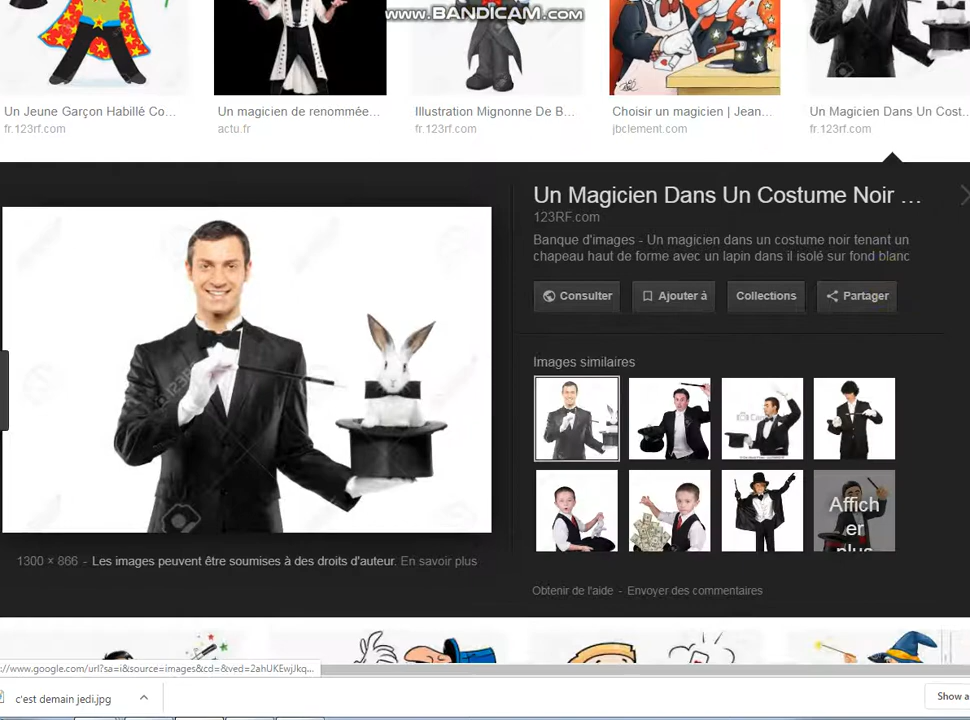 www.BANDICAM.com
Un Jeune Garçon Habillé Co...
fr.123rf.com
Un magicien de renommée...
actu.fr
Illustration Mignonne De B...
fr.123rf.com
Choisir un magicien | Jean...
jbclement.com
Un Magicien Dans Un Cost...
fr.123rf.com
Un Magicien Dans Un Costume Noir ...
123RF.com
Banque d'images - Un magicien dans un costume noir tenant un
chapeau haut de forme avec un lapin dans il isolé sur fond blanc
Consulter
Ajouter à
Collections
Partager
Images similaires
Affich
er
plus
1300 × 866 - Les images peuvent être soumises à des droits d'auteur. En savoir plus
Obtenir de l'aide - Envoyer des commentaires
://www.google.com/url?sa=i&source=images&cd=&ved=2ahUKEwjJkq...
c'est demain jedi.jpg
Show a